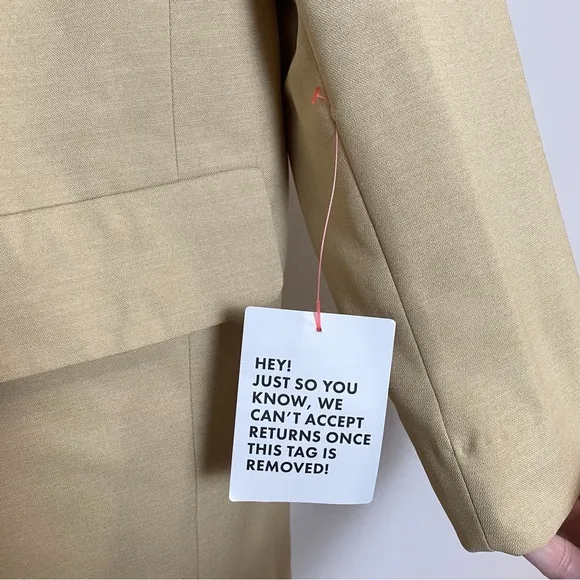 HEY!
JUST SO YOU
KNOW, WE
CAN'T ACCEPT
RETURNS ONCE
THIS TAG IS
REMOVED!